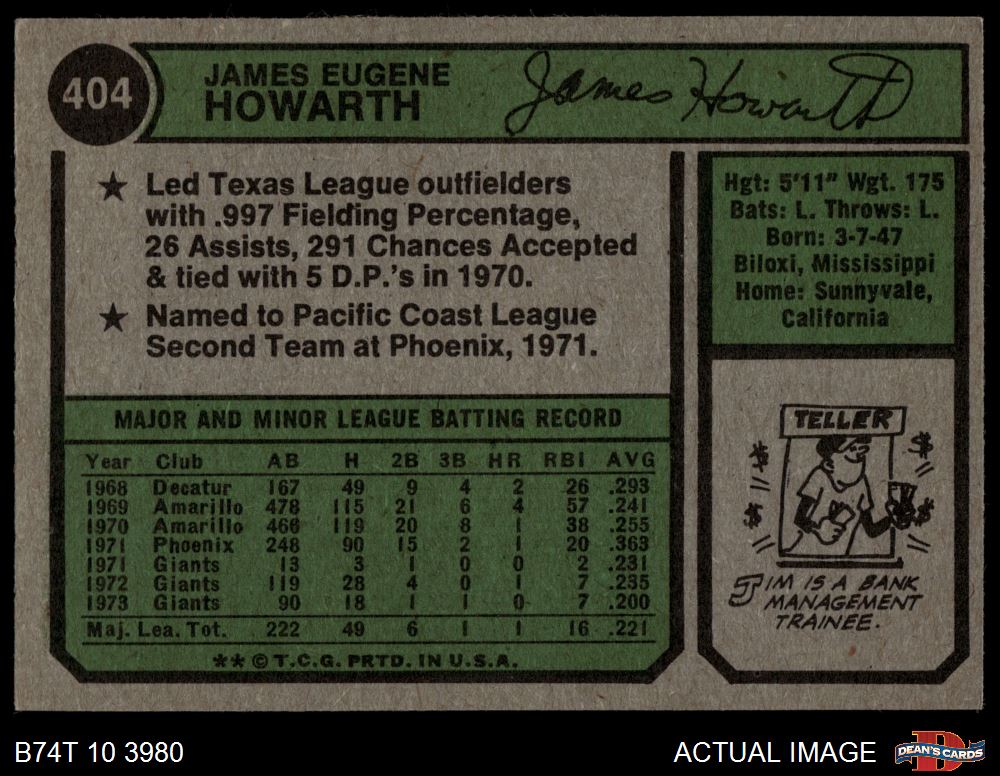 404
JAMES EUGENE
HOWARTH
James Howarth
★ Led Texas League outfielders
with .997 Fielding Percentage,
26 Assists, 291 Chances Accepted
& tied with 5 D.P.'s in 1970.
★ Named to Pacific Coast League
Second Team at Phoenix, 1971.
Hgt: 5'11" Wgt. 175
Bats: L. Throws: L.
Born: 3-7-47
Biloxi, Mississippi
Home: Sunnyvale,
California
MAJOR AND MINOR LEAGUE BATTING RECORD
Year Club AB H 2B 3B HR RBI AVG
1968 Decatur 167 49 9 4 2 26 .293
1969 Amarillo 478 115 21 6 4 57 .241
1970 Amarillo 466 119 20 8 1 38 .255
1971 Phoenix 248 90 15 2 1 20 .363
1971 Giants 13 3 1 0 0 2 .231
1972 Giants 119 28 4 0 1 7 .235
1973 Giants 90 18 1 1 0 7 .200
Maj. Lea. Tot. 222 49 6 1 1 16 .221
** © T.C.G. PRTD. IN U.S.A.
TELLER
$ $
$ $
JIM IS A BANK
MANAGEMENT
TRAINEE.
B74T 10 3980
ACTUAL IMAGE
D
DEAN'S CARDS